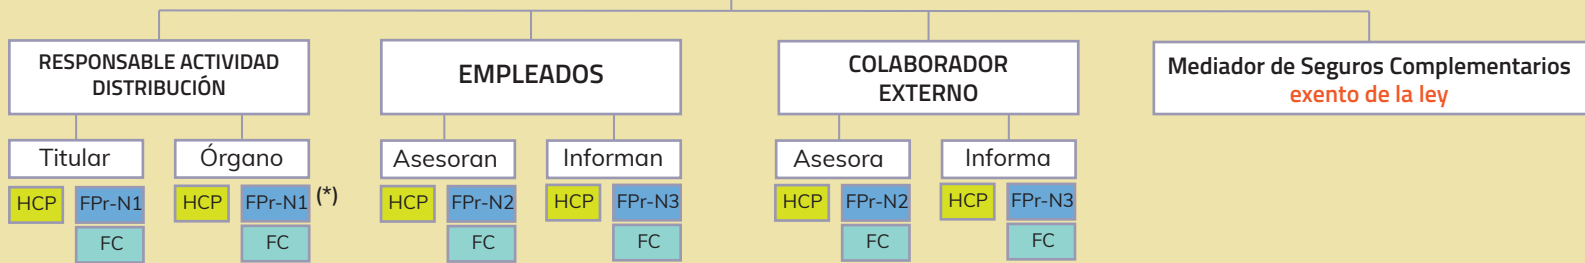 RESPONSABLE ACTIVIDAD
DISTRIBUCIÓN
EMPLEADOS
COLABORADOR
EXTERNO
Mediador de Seguros Complementarios
exento de la ley
Titular
Órgano
Asesoran
Informan
Asesora
Informa
HCP FPr-N1
HCP FPr-N1 (*)
HCP FPr-N2
HCP FPr-N3
HCP FPr-N2
HCP FPr-N3
FC
FC
FC
FC
FC
FC